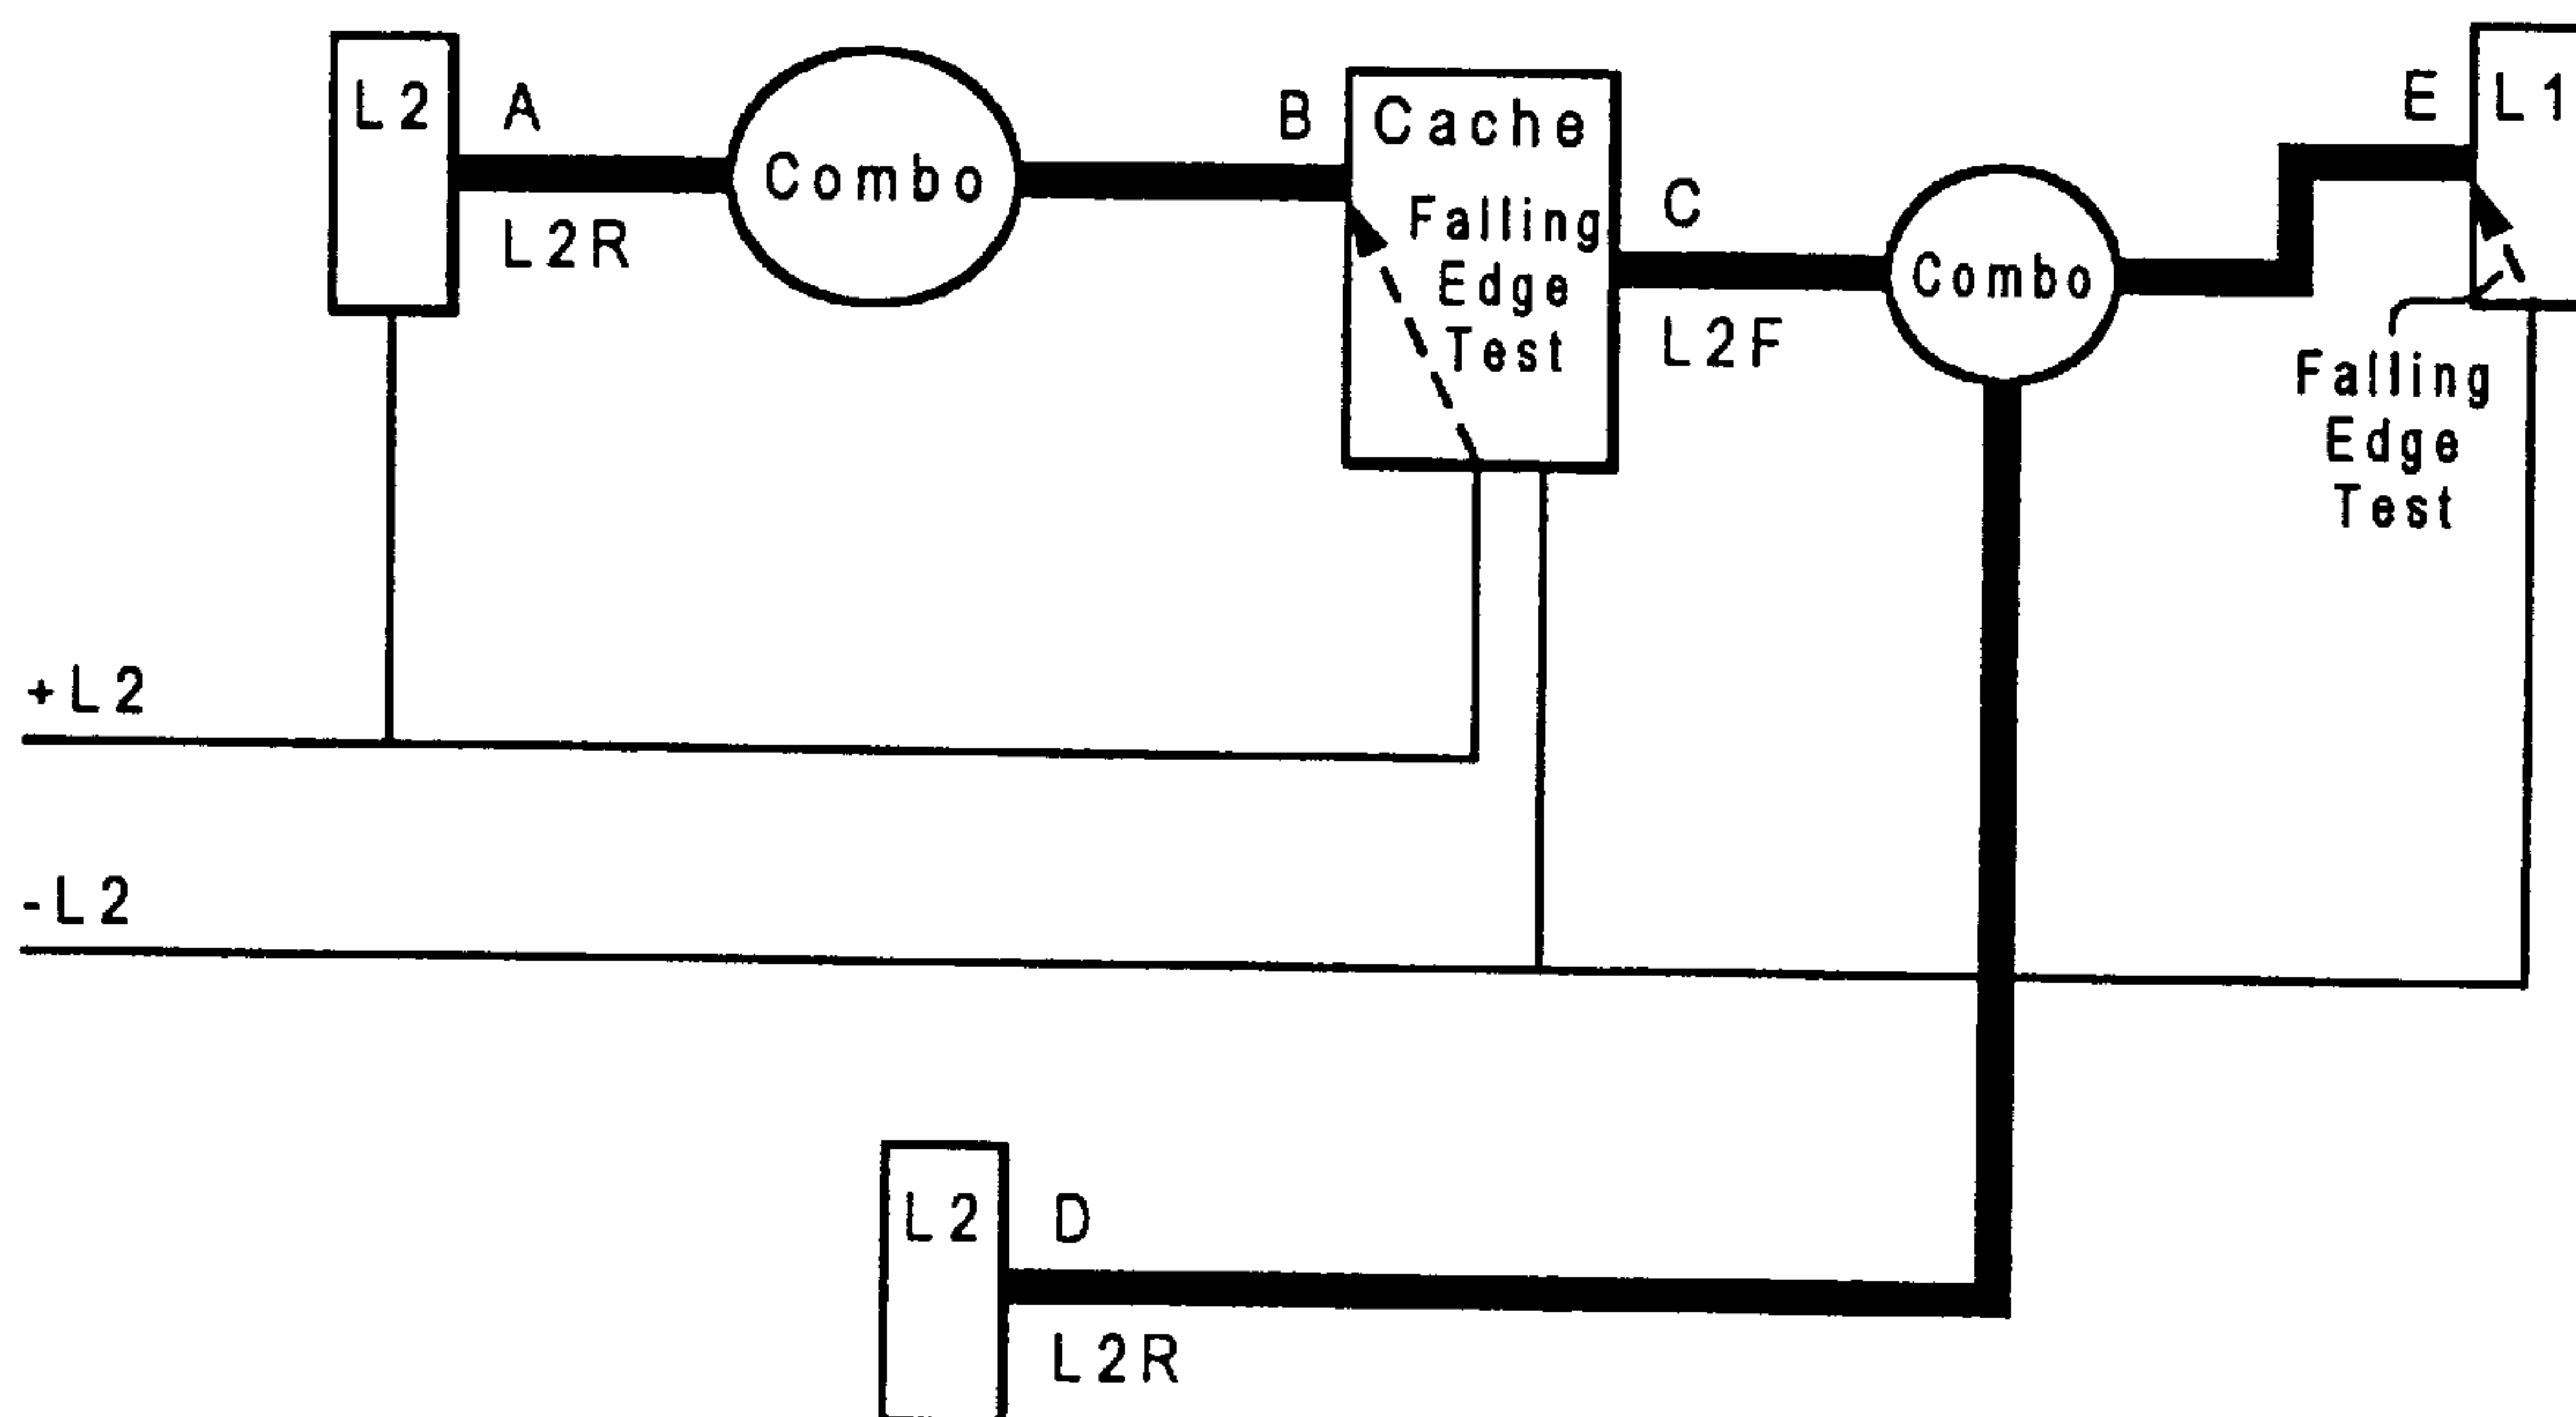 L2
A
L2R
Combo
B
Cache
Falling
Edge
Test
C
L2F
Combo
E
L1
Falling
Edge
Test
+L2
-L2
L2
D
L2R